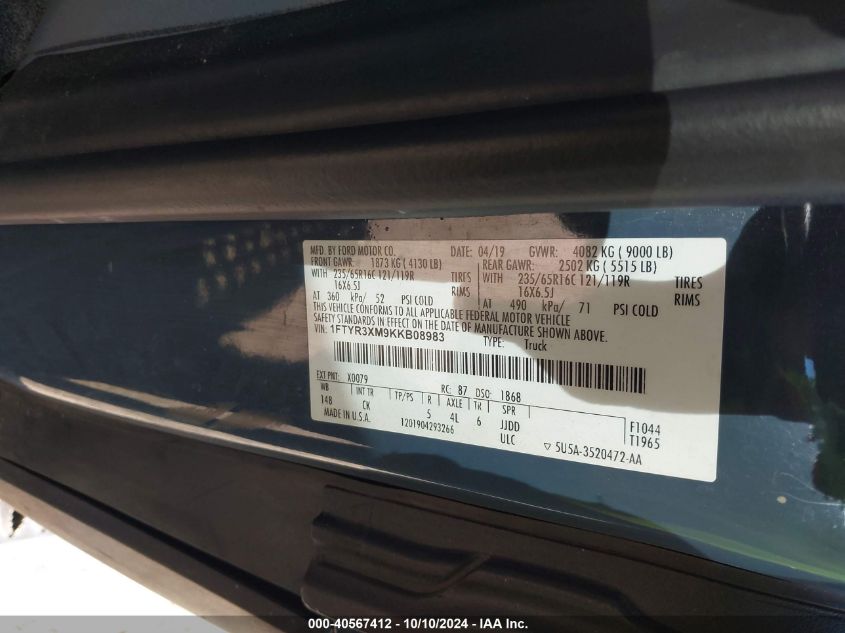 MFD. BY FORD MOTOR CO. DATE: 04/19 GVWR: 4082 KG ( 9000 LB)
FRONT GAWR: 1873 KG ( 4130 LB) REAR GAWR: 2502 KG ( 5515 LB)
WITH 235/65R16C 121/119R TIRES WITH 235/65R16C 121/119R TIRES
16X6.5J RIMS 16X6.5J RIMS
AT 360 kPa/ 52 PSI COLD AT 490 kPa/ 71 PSI COLD
THIS VEHICLE CONFORMS TO ALL APPLICABLE FEDERAL MOTOR VEHICLE
SAFETY STANDARDS IN EFFECT ON THE DATE OF MANUFACTURE SHOWN ABOVE.
VIN: 1FTYR3XM9KKB08983 TYPE: Truck
EXT PNT: X0079 RC: 87 DSO: 1868
WB INT TR TP/PS R AXLE TR SPR F1044
148 CK 5 4L 6 JJDD T1965
MADE IN U.S.A. 1201904293266 ULC ▽ 5U5A-3520472-AA
000-40567412 - 10/10/2024 - IAA Inc.